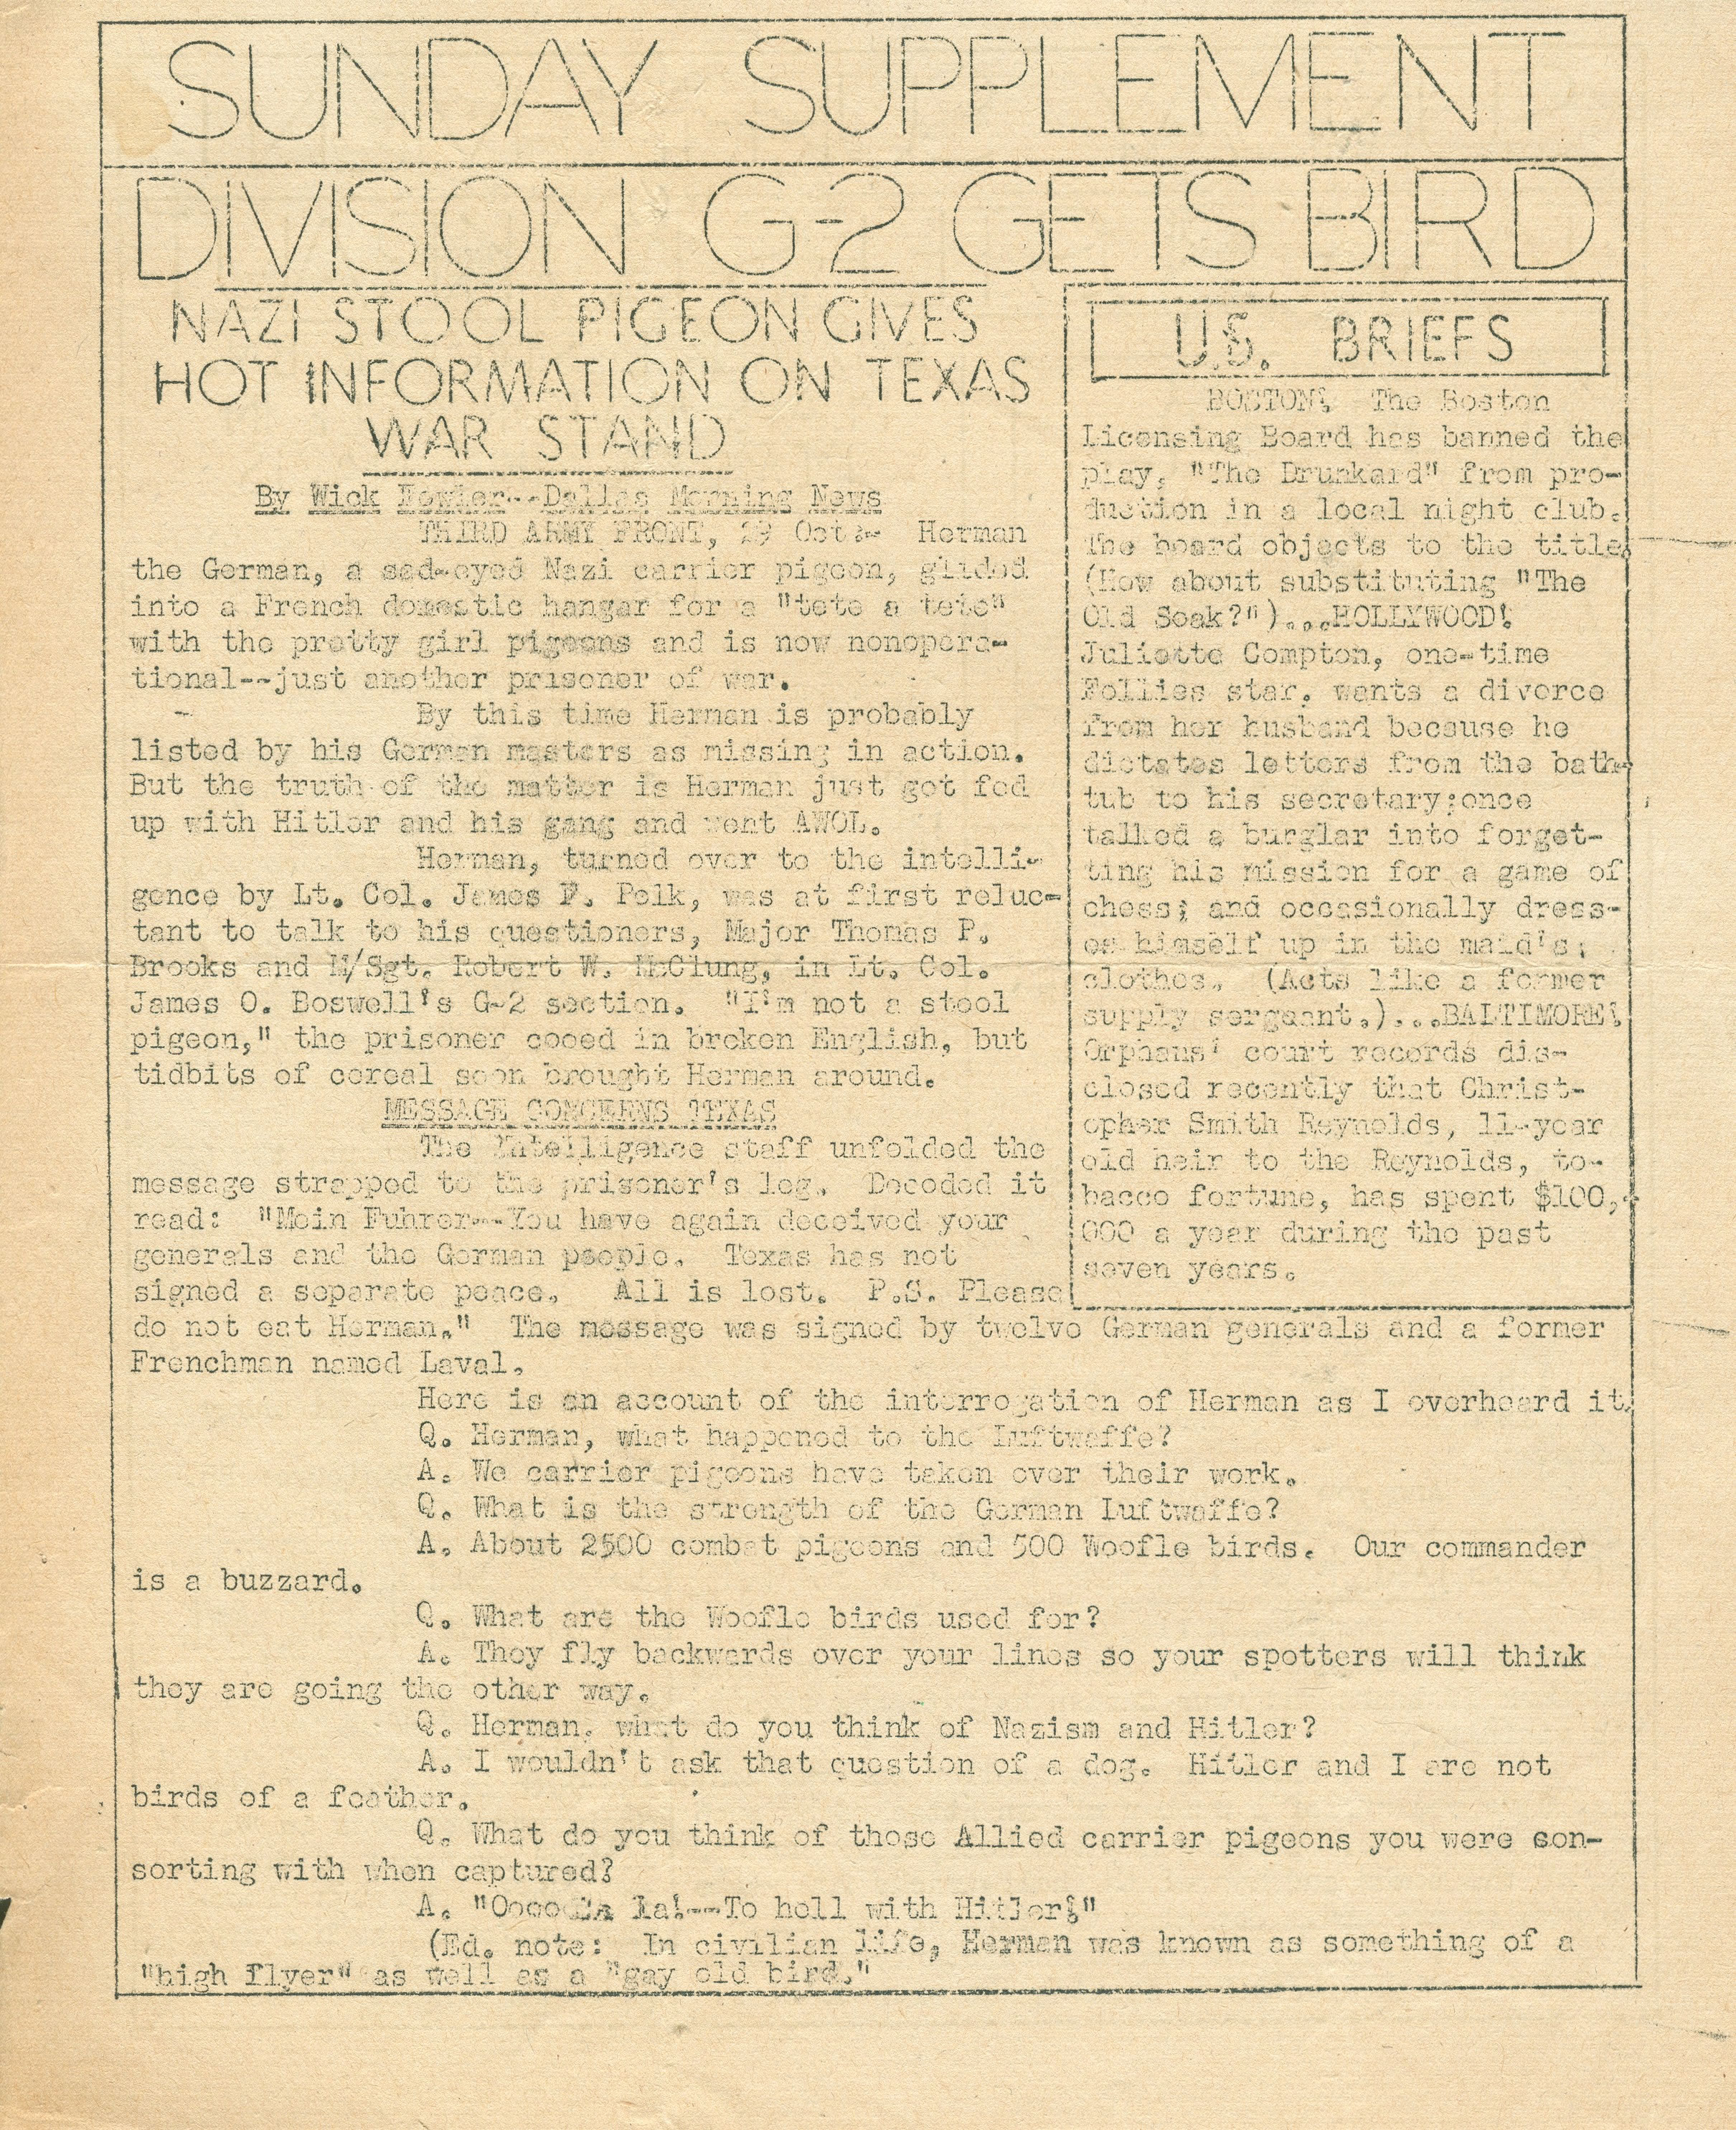 SUNDAY SUPPLEMENT
DIVISION G-2 GETS BIRD
NAZI STOOL PIGEON GIVES
HOT INFORMATION ON TEXAS
WAR STAND
By Wick Fowler--Dallas Morning News
THIRD ARMY FRONT, 29 Oct:- Herman
the German, a sad-eyed Nazi carrier pigeon, glided
into a French domestic hangar for a "tete a tete"
with the pretty girl pigeons and is now nonopera-
tional--just another prisoner of war.
By this time Herman is probably
listed by his German masters as missing in action.
But the truth of the matter is Herman just got fed
up with Hitler and his gang and went AWOL.
Herman, turned over to the intelli-
gence by Lt. Col. James F. Polk, was at first reluc-
tant to talk to his questioners, Major Thomas P.
Brooks and M/Sgt. Robert W. McClung, in Lt. Col.
James O. Boswell's G-2 section. "I'm not a stool
pigeon," the prisoner cooed in broken English, but
tidbits of cereal soon brought Herman around.
MESSAGE CONCERNS TEXAS
The Intelligence staff unfolded the
message strapped to the prisoner's leg. Decoded it
read: "Mein Fuhrer--You have again deceived your
generals and the German people. Texas has not
signed a separate peace. All is lost. P.S. Please
do not eat Herman." The message was signed by twelve German generals and a former
Frenchman named Laval.
Here is an account of the interrogation of Herman as I overheard it.
Q. Herman, what happened to the Luftwaffe?
A. We carrier pigeons have taken over their work.
Q. What is the strength of the German Luftwaffe?
A. About 2500 combat pigeons and 500 Woofle birds. Our commander
is a buzzard.
Q. What are the Woofle birds used for?
A. They fly backwards over your lines so your spotters will think
they are going the other way.
Q. Herman, what do you think of Nazism and Hitler?
A. I wouldn't ask that question of a dog. Hitler and I are not
birds of a feather.
Q. What do you think of those Allied carrier pigeons you were con-
sorting with when captured?
A. "Ooooo La la!--To hell with Hitler!"
(Ed. note: In civilian life, Herman was known as something of a
"high flyer" as well as a "gay old bird."
U.S. BRIEFS
BOSTON! The Boston
Licensing Board has banned the
play, "The Drunkard" from pro-
duction in a local night club.
The board objects to the title.
(How about substituting "The
Old Soak?")...HOLLYWOOD!
Juliette Compton, one-time
Follies star, wants a divorce
from her husband because he
dictates letters from the bath-
tub to his secretary;once
talked a burglar into forget-
ting his mission for a game of
chess; and occasionally dress-
es himself up in the maid's;
clothes. (Acts like a former
supply sergeant.)...BALTIMORE!
Orphans' court records dis-
closed recently that Christ-
opher Smith Reynolds, 11-year
old heir to the Reynolds, to-
bacco fortune, has spent $100,-
000 a year during the past
seven years.